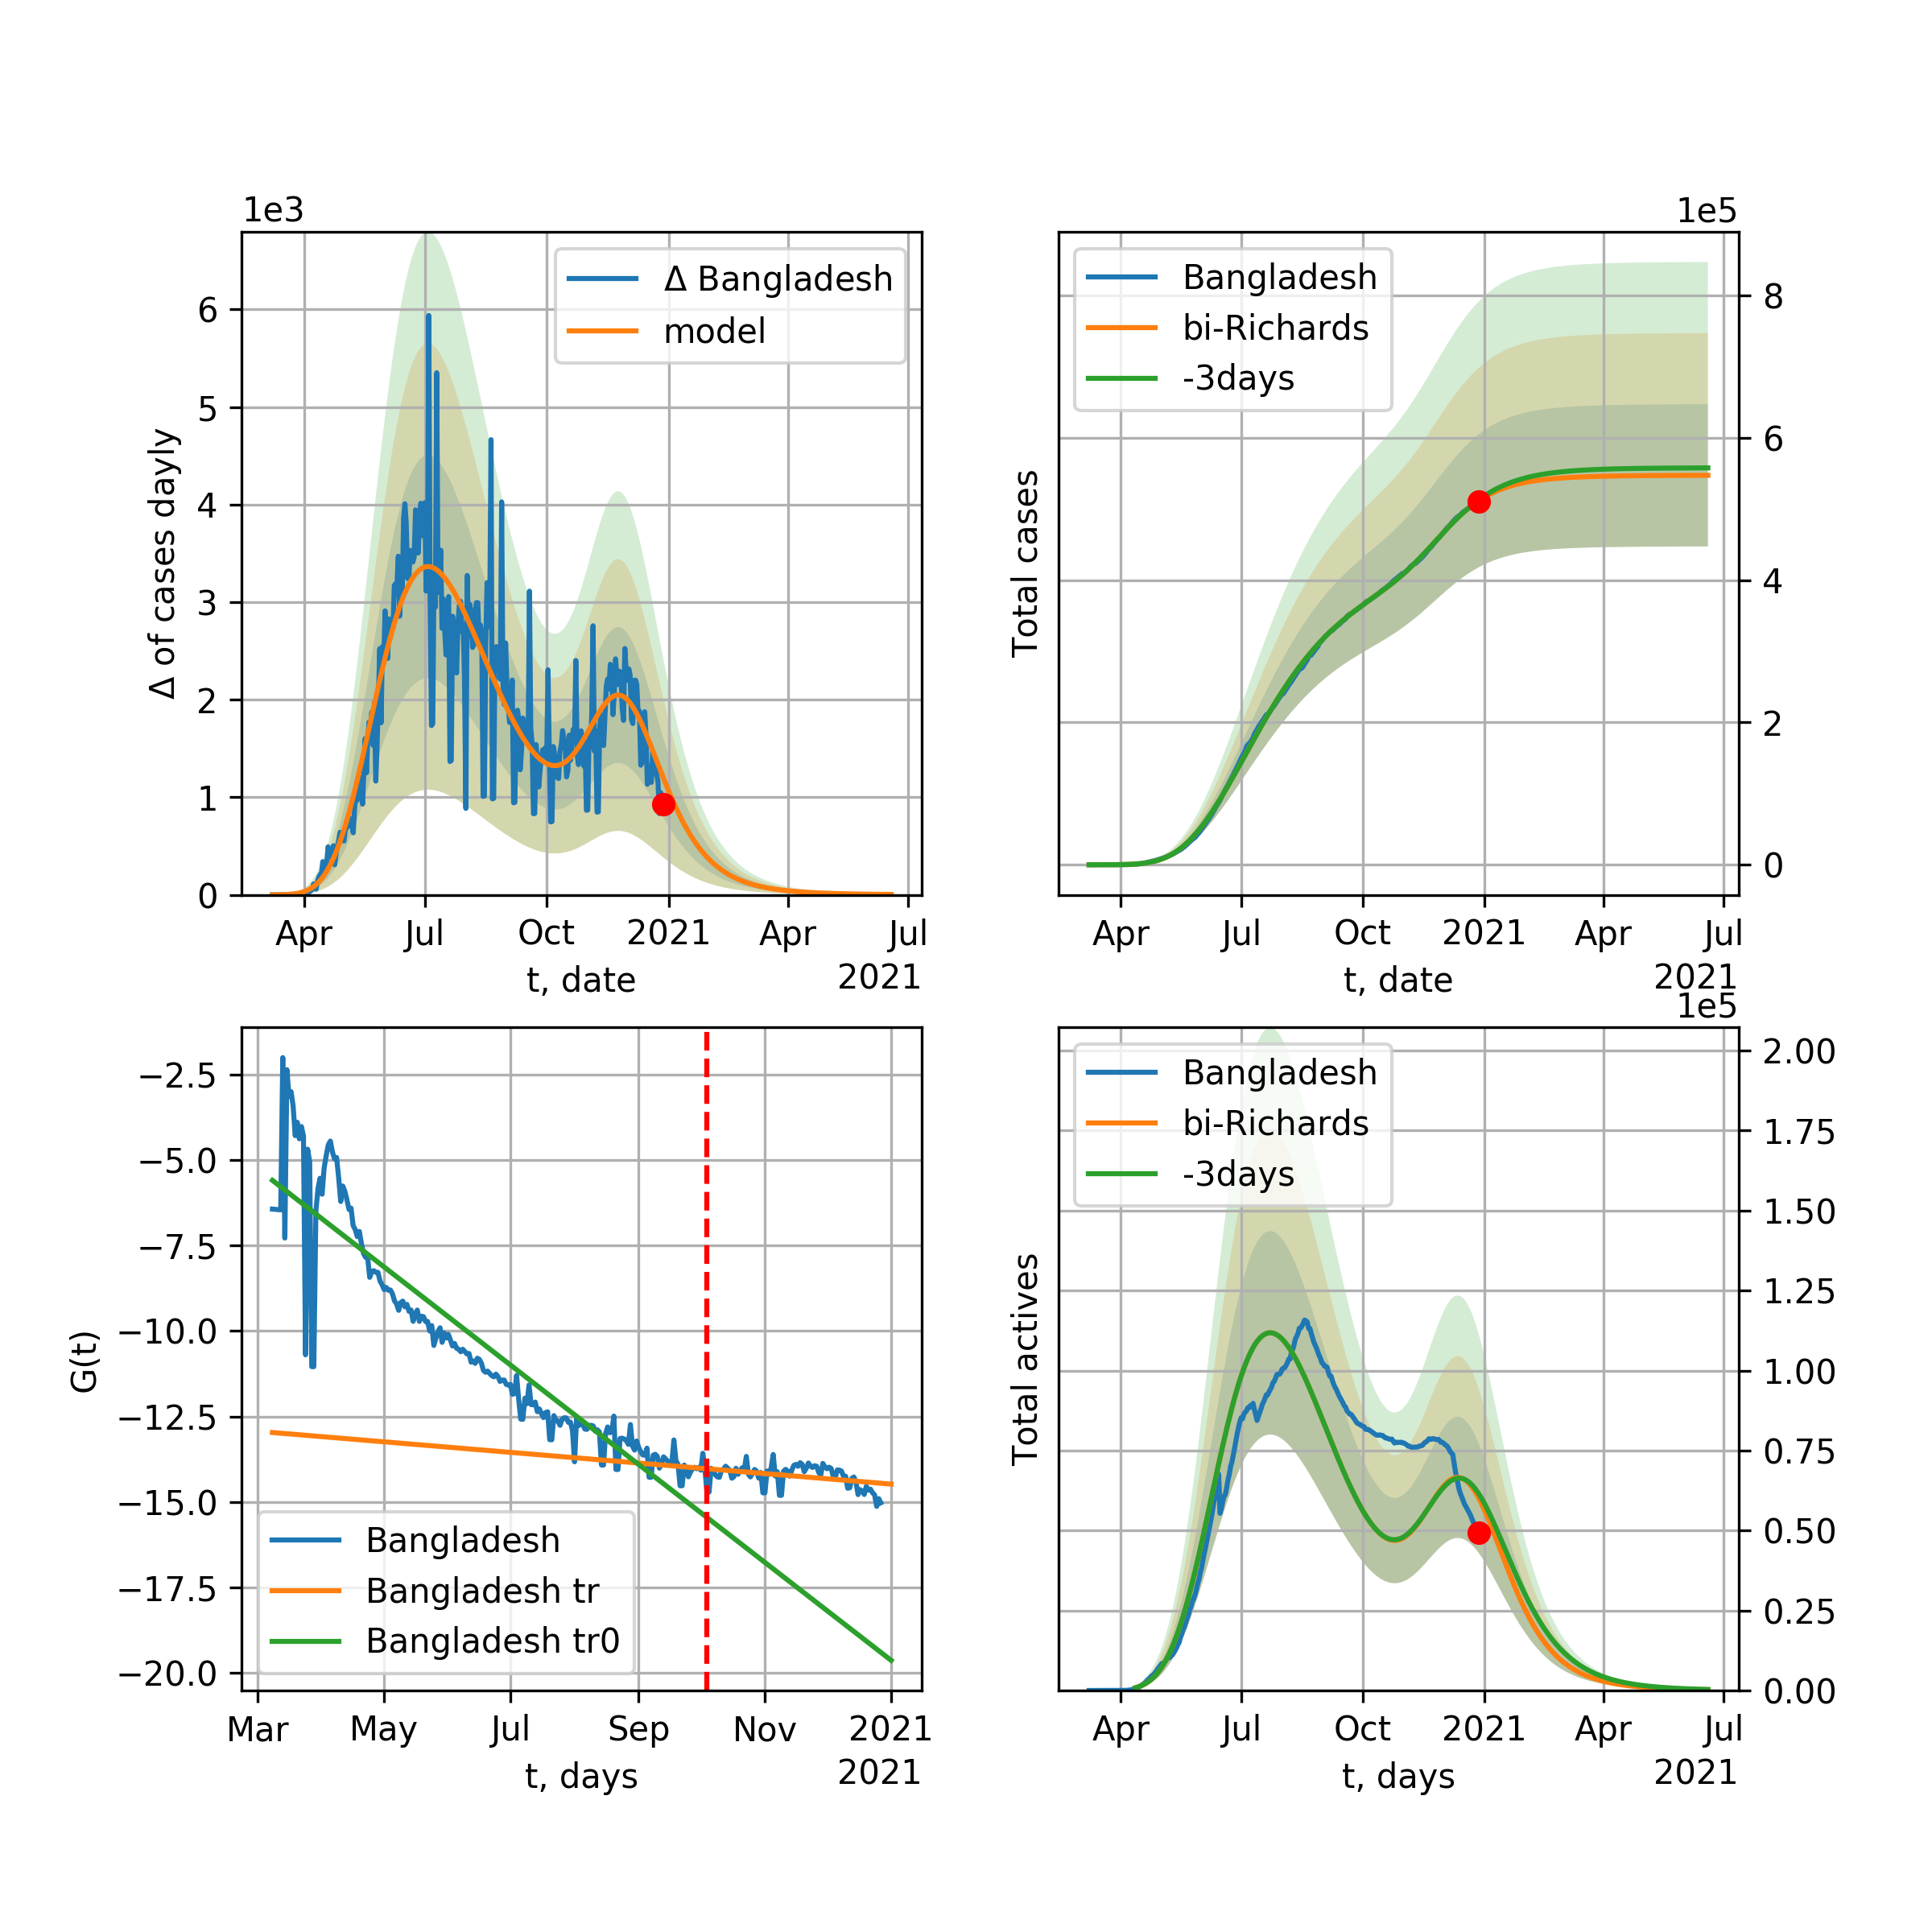 1e3
Δ of cases dayly
6
5
4
3
2
1
0
Δ Bangladesh
model
Apr Jul Oct 2021 Apr Jul
t, date
2021
1e5
Total cases
Bangladesh
bi-Richards
-3days
8
6
4
2
0
Apr Jul Oct 2021 Apr Jul
t, date
2021
G(t)
−2.5
−5.0
−7.5
−10.0
−12.5
−15.0
−17.5
−20.0
Bangladesh
Bangladesh tr
Bangladesh tr0
Mar May Jul Sep Nov 2021
t, days
2021
1e5
Total actives
Bangladesh
bi-Richards
-3days
2.00
1.75
1.50
1.25
1.00
0.75
0.50
0.25
0.00
Apr Jul Oct 2021 Apr Jul
t, days
2021